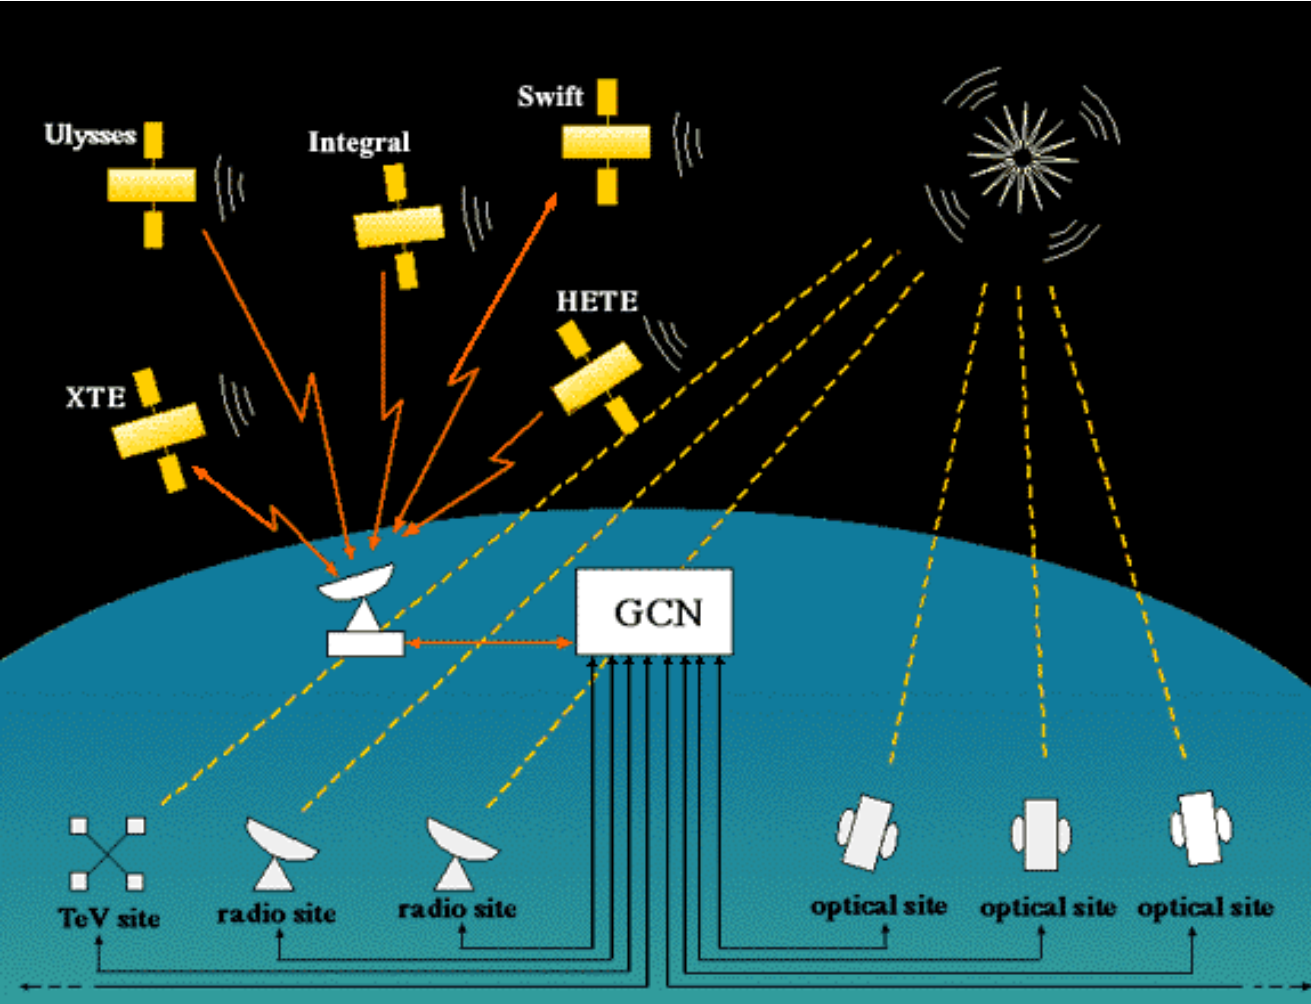 Swift
Ulysses
Integral
HETE
XTE
GCN
TeV site
radio site
radio site
optical site
optical site
optical site